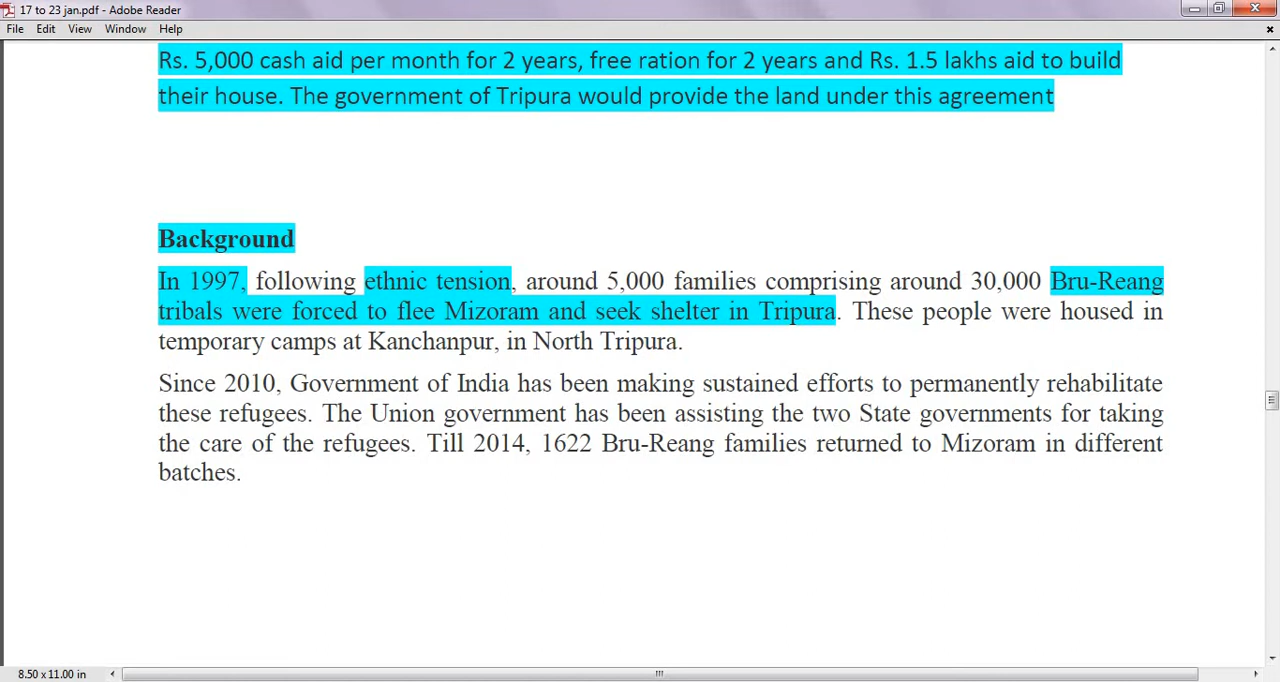 17 to 23 jan.pdf - Adobe Reader
File Edit View Window Help
Rs. 5,000 cash aid per month for 2 years, free ration for 2 years and Rs. 1.5 lakhs aid to build
their house. The government of Tripura would provide the land under this agreement
Background
In 1997, following ethnic tension, around 5,000 families comprising around 30,000 Bru-Reang
tribals were forced to flee Mizoram and seek shelter in Tripura. These people were housed in
temporary camps at Kanchanpur, in North Tripura.
Since 2010, Government of India has been making sustained efforts to permanently rehabilitate
these refugees. The Union government has been assisting the two State governments for taking
the care of the refugees. Till 2014, 1622 Bru-Reang families returned to Mizoram in different
batches.
8.50 x 11.00 in